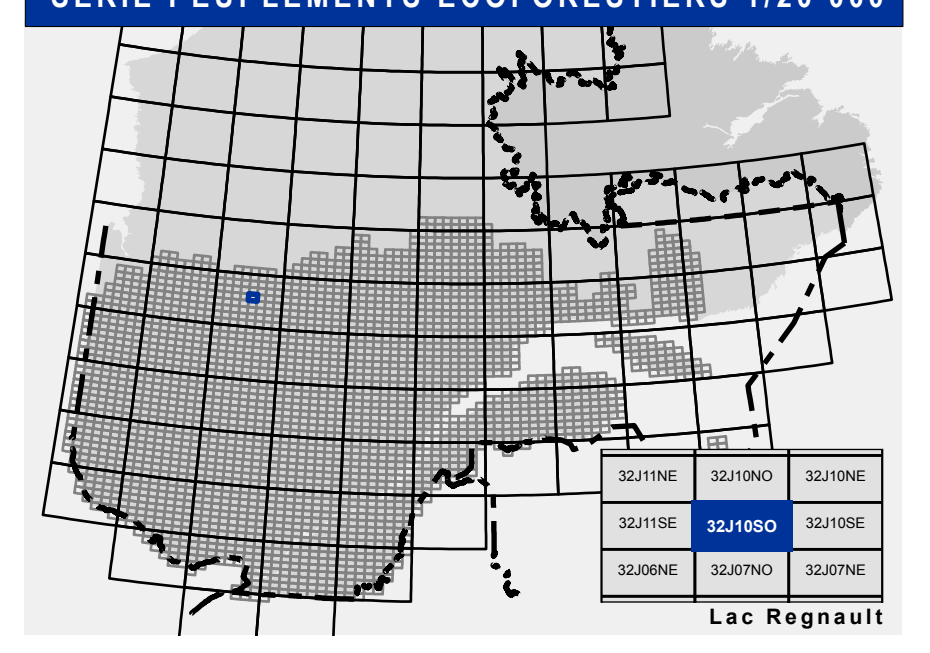 SÉRIE PEUPLEMENTS ÉCOFORESTIERS 1/20 000
32J11NE 32J10NO 32J10NE
32J11SE 32J10SO 32J10SE
32J06NE 32J07NO 32J07NE
Lac Regnault